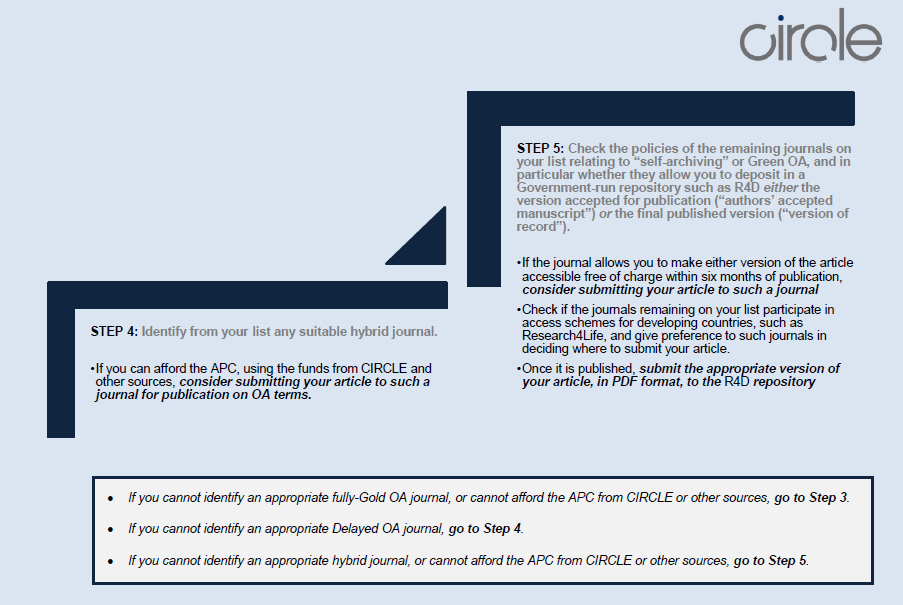 circle
STEP 5: Check the policies of the remaining journals on
your list relating to “self-archiving” or Green OA, and in
particular whether they allow you to deposit in a
Government-run repository such as R4D either the
version accepted for publication (“authors’ accepted
manuscript”) or the final published version (“version of
record”).
•If the journal allows you to make either version of the article
accessible free of charge within six months of publication,
consider submitting your article to such a journal
•Check if the journals remaining on your list participate in
access schemes for developing countries, such as
Research4Life, and give preference to such journals in
deciding where to submit your article.
•Once it is published, submit the appropriate version of
your article, in PDF format, to the R4D repository
STEP 4: Identify from your list any suitable hybrid journal.
•If you can afford the APC, using the funds from CIRCLE and
other sources, consider submitting your article to such a
journal for publication on OA terms.
• If you cannot identify an appropriate fully-Gold OA journal, or cannot afford the APC from CIRCLE or other sources, go to Step 3.
• If you cannot identify an appropriate Delayed OA journal, go to Step 4.
• If you cannot identify an appropriate hybrid journal, or cannot afford the APC from CIRCLE or other sources, go to Step 5.